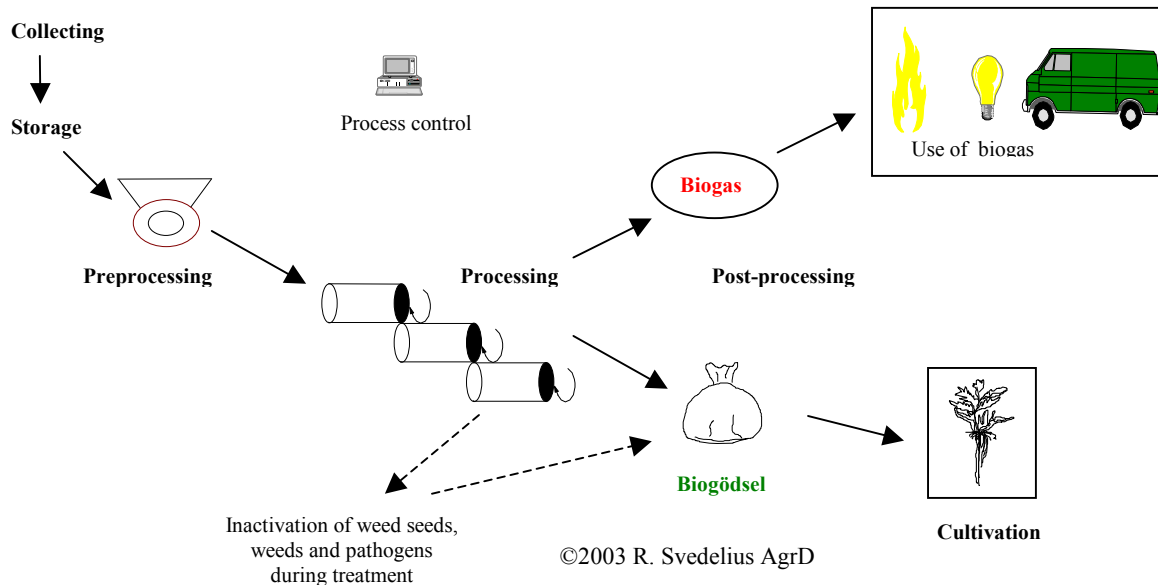 Collecting
Storage
Process control
Use of biogas
Biogas
Preprocessing
Processing
Post-processing
Biogödsel
Cultivation
Inactivation of weed seeds,
weeds and pathogens
during treatment
©2003 R. Svedelius AgrD